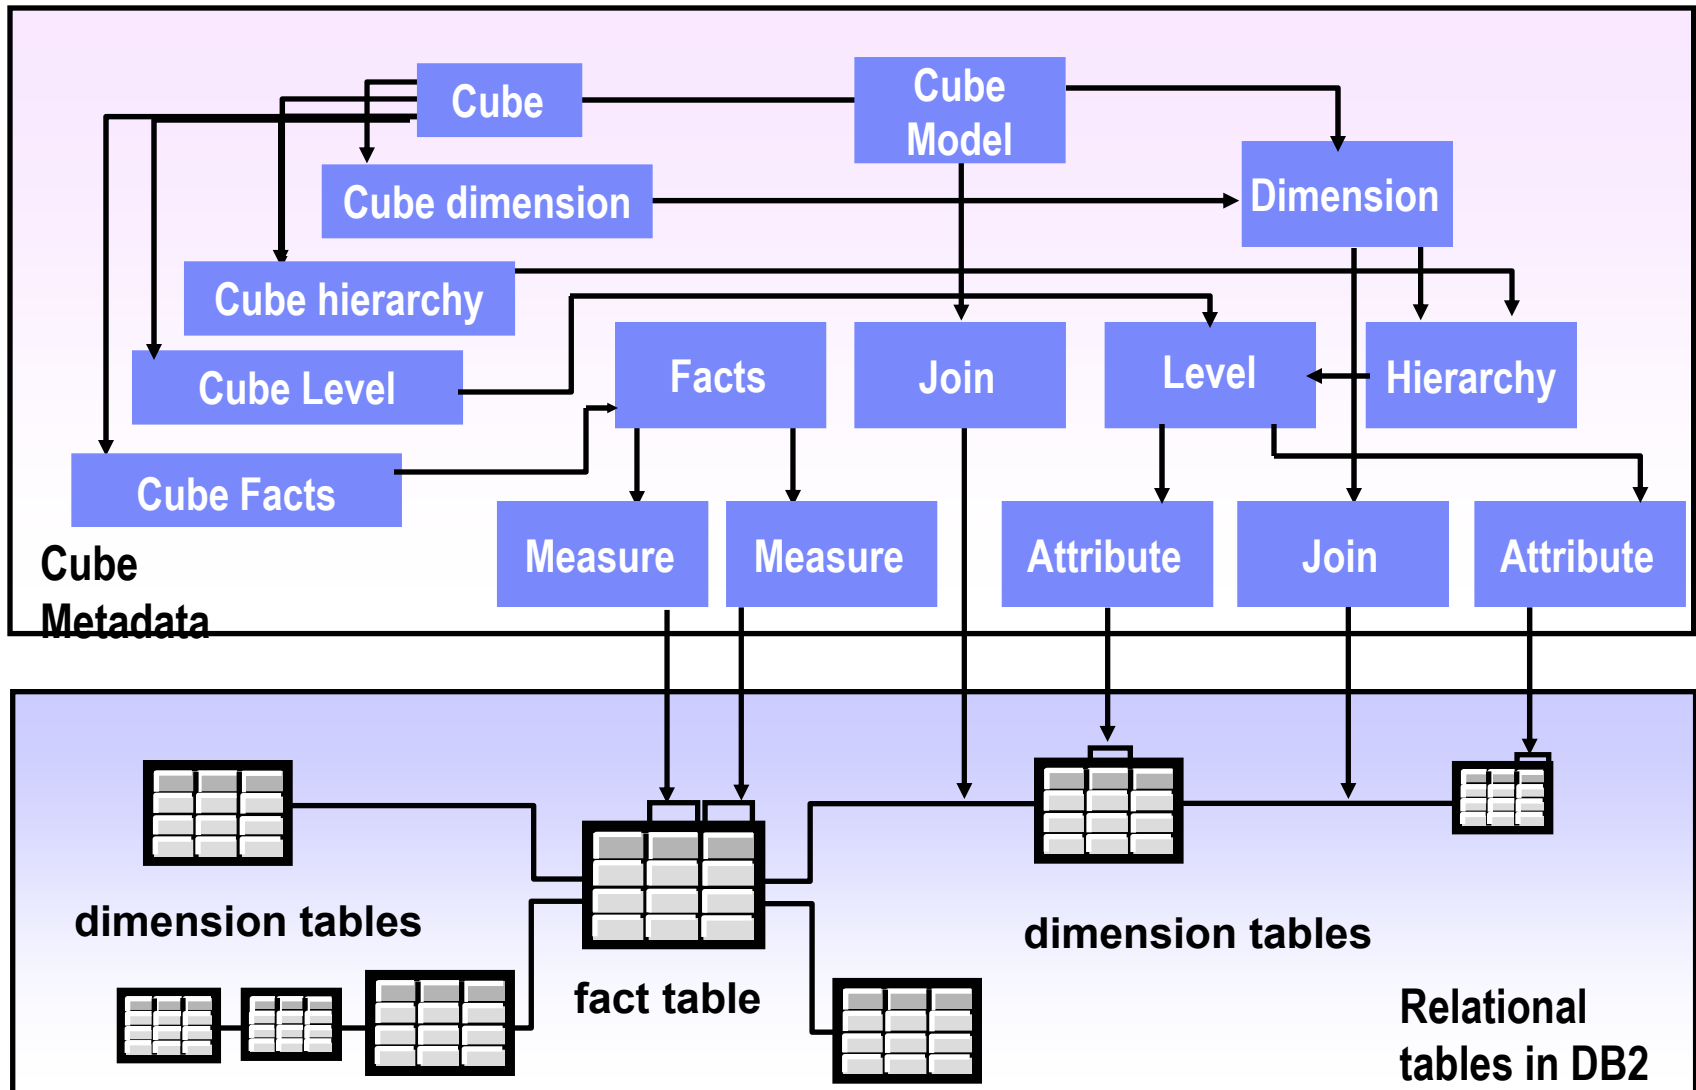 Cube
Cube
Model
Cube dimension
Dimension
Cube hierarchy
Cube Level
Facts
Join
Level
Hierarchy
Cube Facts
Measure
Measure
Attribute
Join
Attribute
Cube
Metadata
dimension tables
fact table
dimension tables
Relational
tables in DB2